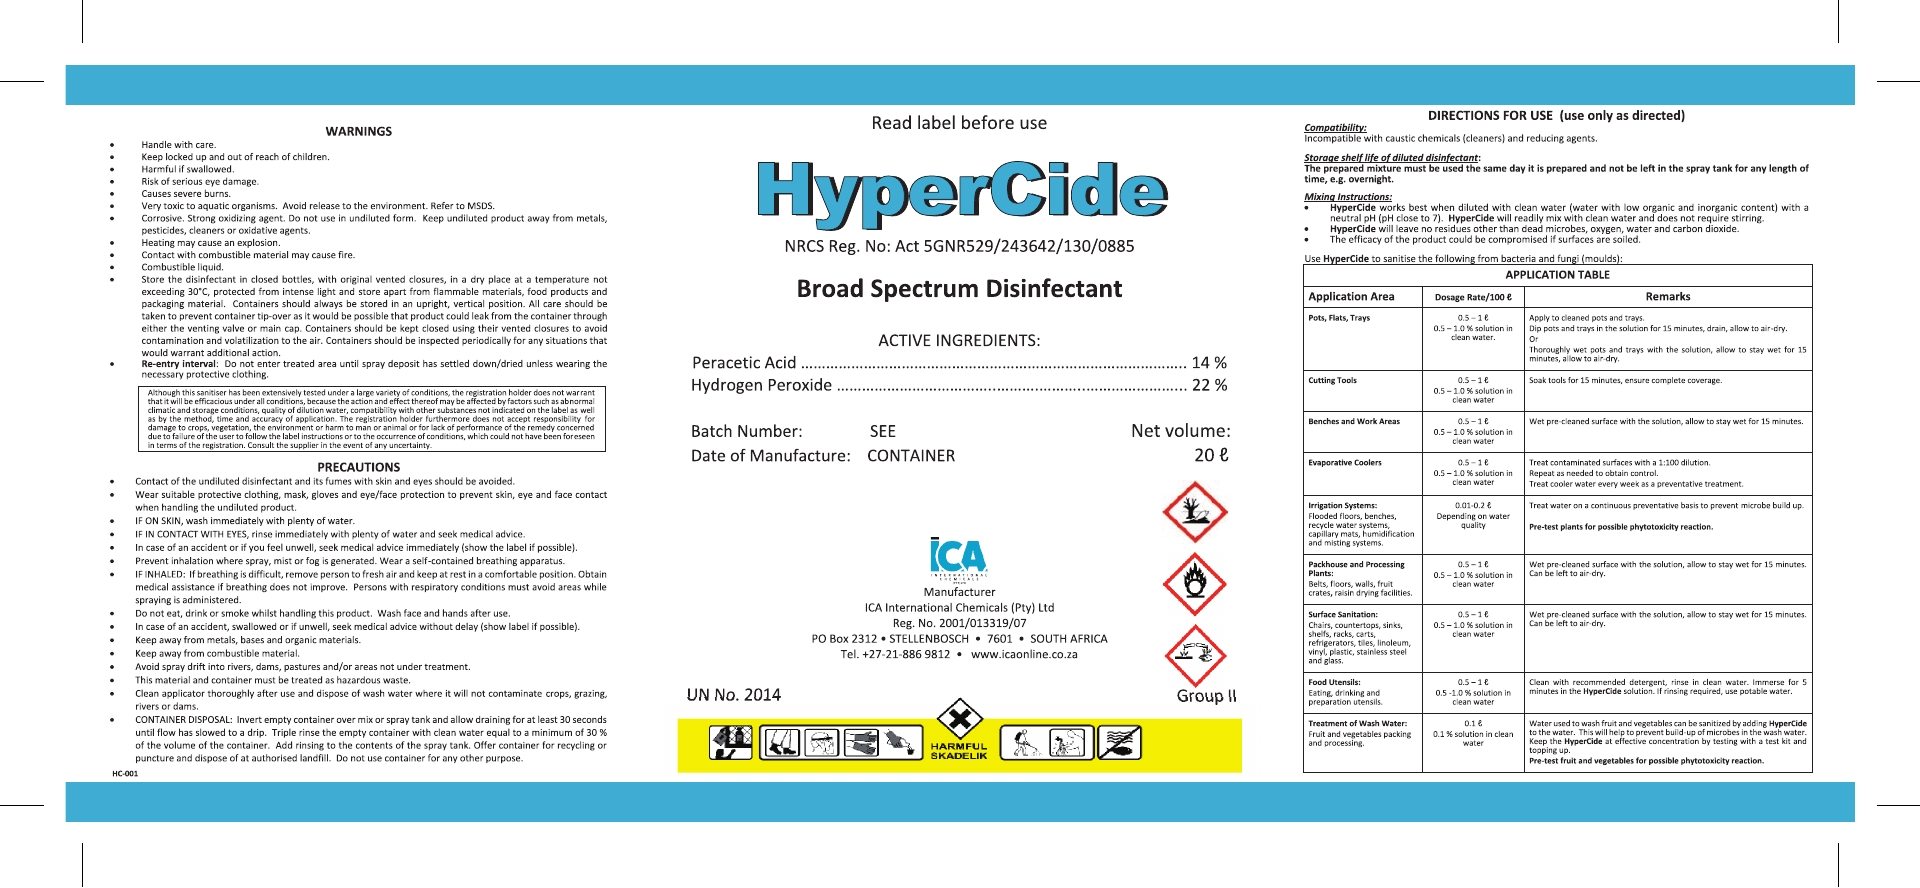 WARNINGS
• Handle with care.
• Keep locked up and out of reach of children.
• Harmful if swallowed.
• Risk of serious eye damage.
• Causes severe burns.
• Very toxic to aquatic organisms.  Avoid release to the environment. Refer to MSDS.
• Corrosive. Strong oxidizing agent. Do not use in undiluted form.  Keep undiluted product away from metals,
pesticides, cleaners or oxidative agents.
• Heating may cause an explosion.
• Contact with combustible material may cause fire.
• Combustible liquid.
• Store the disinfectant in closed bottles, with original vented closures, in a dry place at a temperature not
exceeding 30°C, protected from intense light and store apart from flammable materials, food products and
packaging material.  Containers should always be stored in an upright, vertical position. All care should be
taken to prevent container tip-over as it would be possible that product could leak from the container through
either the venting valve or main cap. Containers should be kept closed using their vented closures to avoid
contamination and volatilization to the air. Containers should be inspected periodically for any situations that
would warrant additional action.
• Re-entry interval:  Do not enter treated area until spray deposit has settled down/dried unless wearing the
necessary protective clothing.
Although this sanitiser has been extensively tested under a large variety of conditions, the registration holder does not warrant
that it will be efficacious under all conditions, because the action and effect thereof may be affected by factors such as abnormal
climatic and storage conditions, quality of dilution water, compatibility with other substances not indicated on the label as well
as by the method, time and accuracy of application. The registration holder furthermore does not accept responsibility for
damage to crops, vegetation, the environment or harm to man or animal or for lack of performance of the remedy concerned
due to failure of the user to follow the label instructions or to the occurrence of conditions, which could not have been foreseen
in terms of the registration. Consult the supplier in the event of any uncertainty.
PRECAUTIONS
• Contact of the undiluted disinfectant and its fumes with skin and eyes should be avoided.
• Wear suitable protective clothing, mask, gloves and eye/face protection to prevent skin, eye and face contact
when handling the undiluted product.
• IF ON SKIN, wash immediately with plenty of water.
• IF IN CONTACT WITH EYES, rinse immediately with plenty of water and seek medical advice.
• In case of an accident or if you feel unwell, seek medical advice immediately (show the label if possible).
• Prevent inhalation where spray, mist or fog is generated. Wear a self-contained breathing apparatus.
• IF INHALED:  If breathing is difficult, remove person to fresh air and keep at rest in a comfortable position. Obtain
medical assistance if breathing does not improve.  Persons with respiratory conditions must avoid areas while
spraying is administered.
• Do not eat, drink or smoke whilst handling this product.  Wash face and hands after use.
• In case of an accident, swallowed or if unwell, seek medical advice without delay (show label if possible).
• Keep away from metals, bases and organic materials.
• Keep away from combustible material.
• Avoid spray drift into rivers, dams, pastures and/or areas not under treatment.
• This material and container must be treated as hazardous waste.
• Clean applicator thoroughly after use and dispose of wash water where it will not contaminate crops, grazing,
rivers or dams.
• CONTAINER DISPOSAL:  Invert empty container over mix or spray tank and allow draining for at least 30 seconds
until flow has slowed to a drip.  Triple rinse the empty container with clean water equal to a minimum of 30 %
of the volume of the container.  Add rinsing to the contents of the spray tank. Offer container for recycling or
puncture and dispose of at authorised landfill.  Do not use container for any other purpose.
HC-001
Read label before use
HyperCide
NRCS Reg. No: Act 5GNR529/243642/130/0885
Broad Spectrum Disinfectant
ACTIVE INGREDIENTS:
Peracetic Acid ........ 14 %
Hydrogen Peroxide ........ 22 %
Batch Number: SEE Net volume:
Date of Manufacture: CONTAINER 20 ℓ
ICA
INTERNATIONAL
CHEMICALS
Manufacturer
ICA International Chemicals (Pty) Ltd
Reg. No. 2001/013319/07
PO Box 2312 • STELLENBOSCH • 7601 • SOUTH AFRICA
Tel. +27-21-886 9812 • www.icaonline.co.za
UN No. 2014 Group II
HARMFUL
SKADELIK
DIRECTIONS FOR USE  (use only as directed)
Compatibility:
Incompatible with caustic chemicals (cleaners) and reducing agents.
Storage shelf life of diluted disinfectant:
The prepared mixture must be used the same day it is prepared and not be left in the spray tank for any length of
time, e.g. overnight.
Mixing Instructions:
• HyperCide works best when diluted with clean water (water with low organic and inorganic content) with a
neutral pH (pH close to 7).  HyperCide will readily mix with clean water and does not require stirring.
• HyperCide will leave no residues other than dead microbes, oxygen, water and carbon dioxide.
• The efficacy of the product could be compromised if surfaces are soiled.
Use HyperCide to sanitise the following from bacteria and fungi (moulds):
APPLICATION TABLE
Application Area Dosage Rate/100 ℓ Remarks
Pots, Flats, Trays
0.5 – 1 ℓ
0.5 – 1.0 % solution in
clean water.
Apply to cleaned pots and trays.
Dip pots and trays in the solution for 15 minutes, drain, allow to air-dry.
Or
Thoroughly wet pots and trays with the solution, allow to stay wet for 15
minutes, allow to air-dry.
Cutting Tools
0.5 – 1 ℓ
0.5 – 1.0 % solution in
clean water
Soak tools for 15 minutes, ensure complete coverage.
Benches and Work Areas
0.5 – 1 ℓ
0.5 – 1.0 % solution in
clean water
Wet pre-cleaned surface with the solution, allow to stay wet for 15 minutes.
Evaporative Coolers
0.5 – 1 ℓ
0.5 – 1.0 % solution in
clean water
Treat contaminated surfaces with a 1:100 dilution.
Repeat as needed to obtain control.
Treat cooler water every week as a preventative treatment.
Irrigation Systems:
Flooded floors, benches,
recycle water systems,
capillary mats, humidification
and misting systems.
0.01-0.2 ℓ
Depending on water
quality
Treat water on a continuous preventative basis to prevent microbe build up.
Pre-test plants for possible phytotoxicity reaction.
Packhouse and Processing
Plants:
Belts, floors, walls, fruit
crates, raisin drying facilities.
0.5 – 1 ℓ
0.5 – 1.0 % solution in
clean water
Wet pre-cleaned surface with the solution, allow to stay wet for 15 minutes.
Can be left to air-dry.
Surface Sanitation:
Chairs, countertops, sinks,
shelfs, racks, carts,
refrigerators, tiles, linoleum,
vinyl, plastic, stainless steel
and glass.
0.5 – 1 ℓ
0.5 – 1.0 % solution in
clean water
Wet pre-cleaned surface with the solution, allow to stay wet for 15 minutes.
Can be left to air-dry.
Food Utensils:
Eating, drinking and
preparation utensils.
0.5 – 1 ℓ
0.5 -1.0 % solution in
clean water
Clean with recommended detergent, rinse in clean water. Immerse for 5
minutes in the HyperCide solution. If rinsing required, use potable water.
Treatment of Wash Water:
Fruit and vegetables packing
and processing.
0.1 ℓ
0.1 % solution in clean
water
Water used to wash fruit and vegetables can be sanitized by adding HyperCide
to the water.  This will help to prevent build-up of microbes in the wash water.
Keep the HyperCide at effective concentration by testing with a test kit and
topping up.
Pre-test fruit and vegetables for possible phytotoxicity reaction.